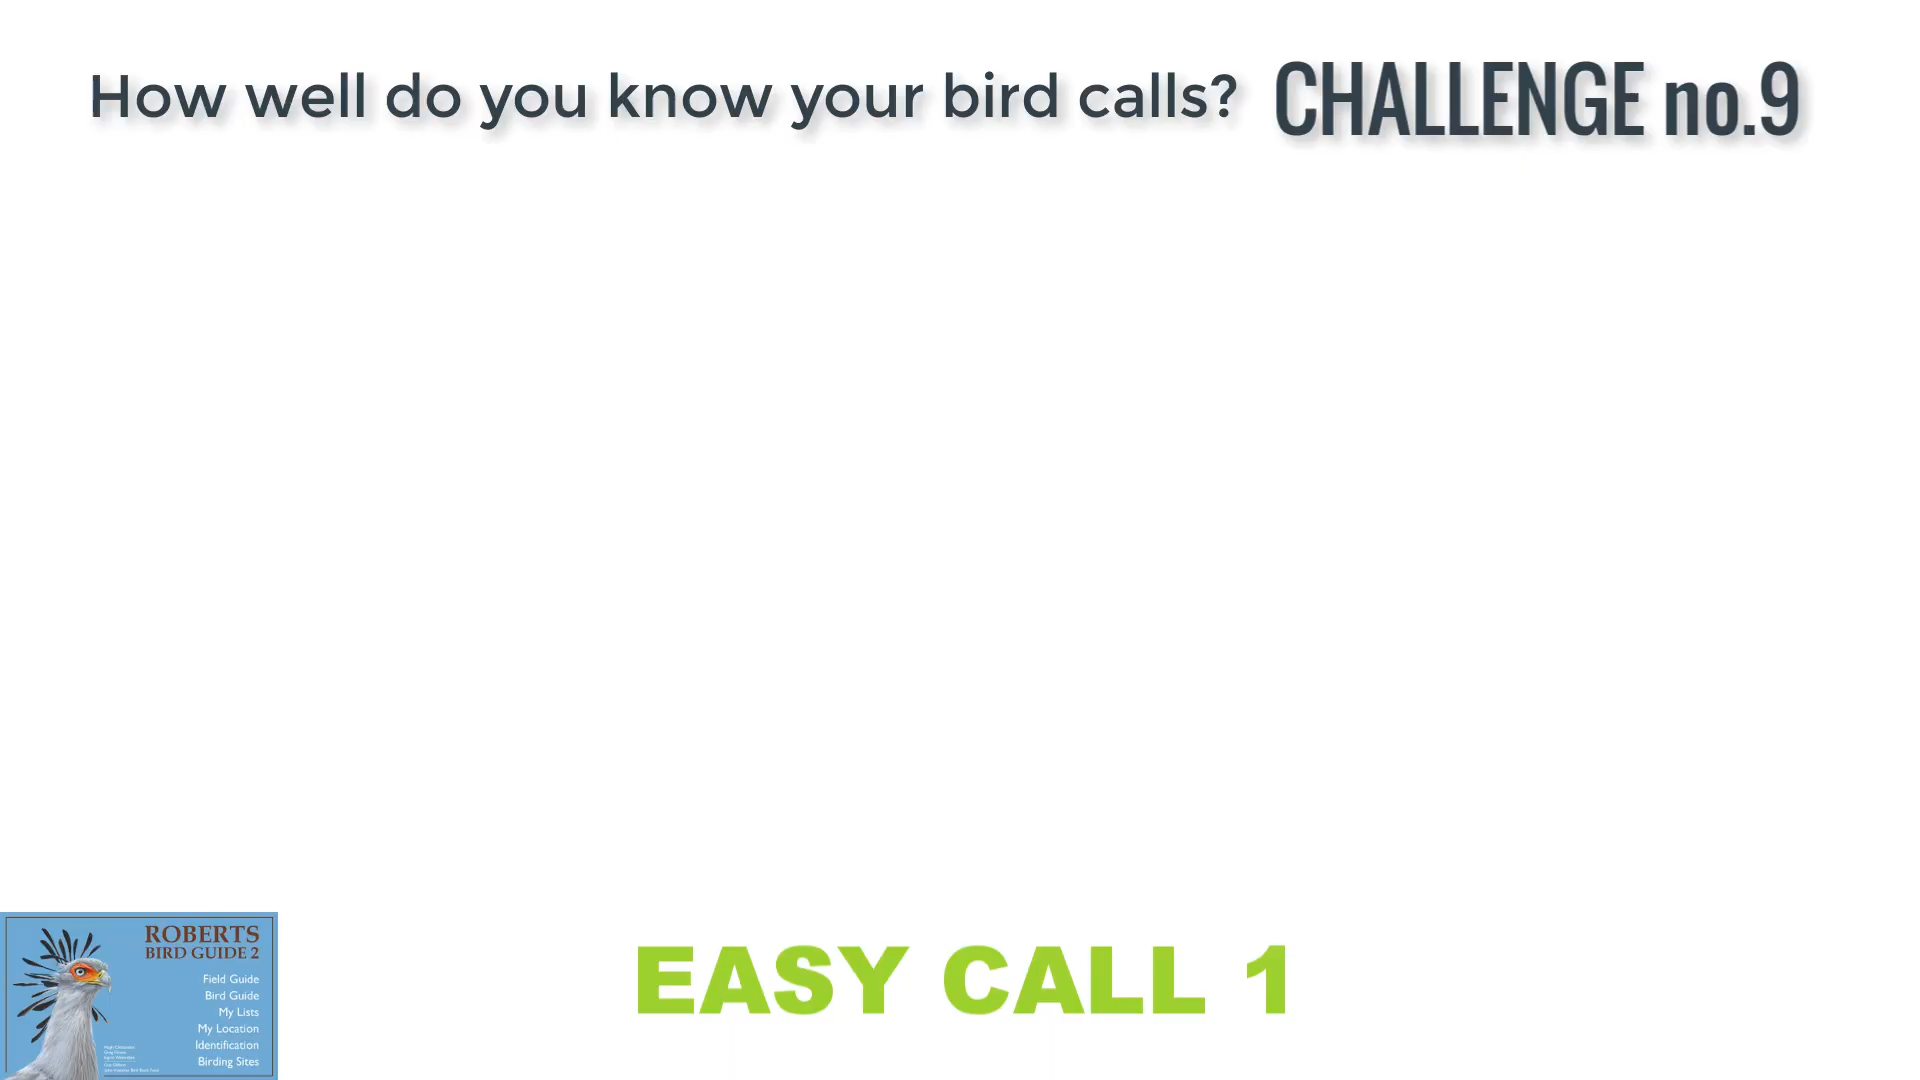 How well do you know your bird calls? CHALLENGE no.9
ROBERTS
BIRD GUIDE 2
Field Guide
Bird Guide
My Lists
My Location
Identification
Birding Sites
EASY CALL 1